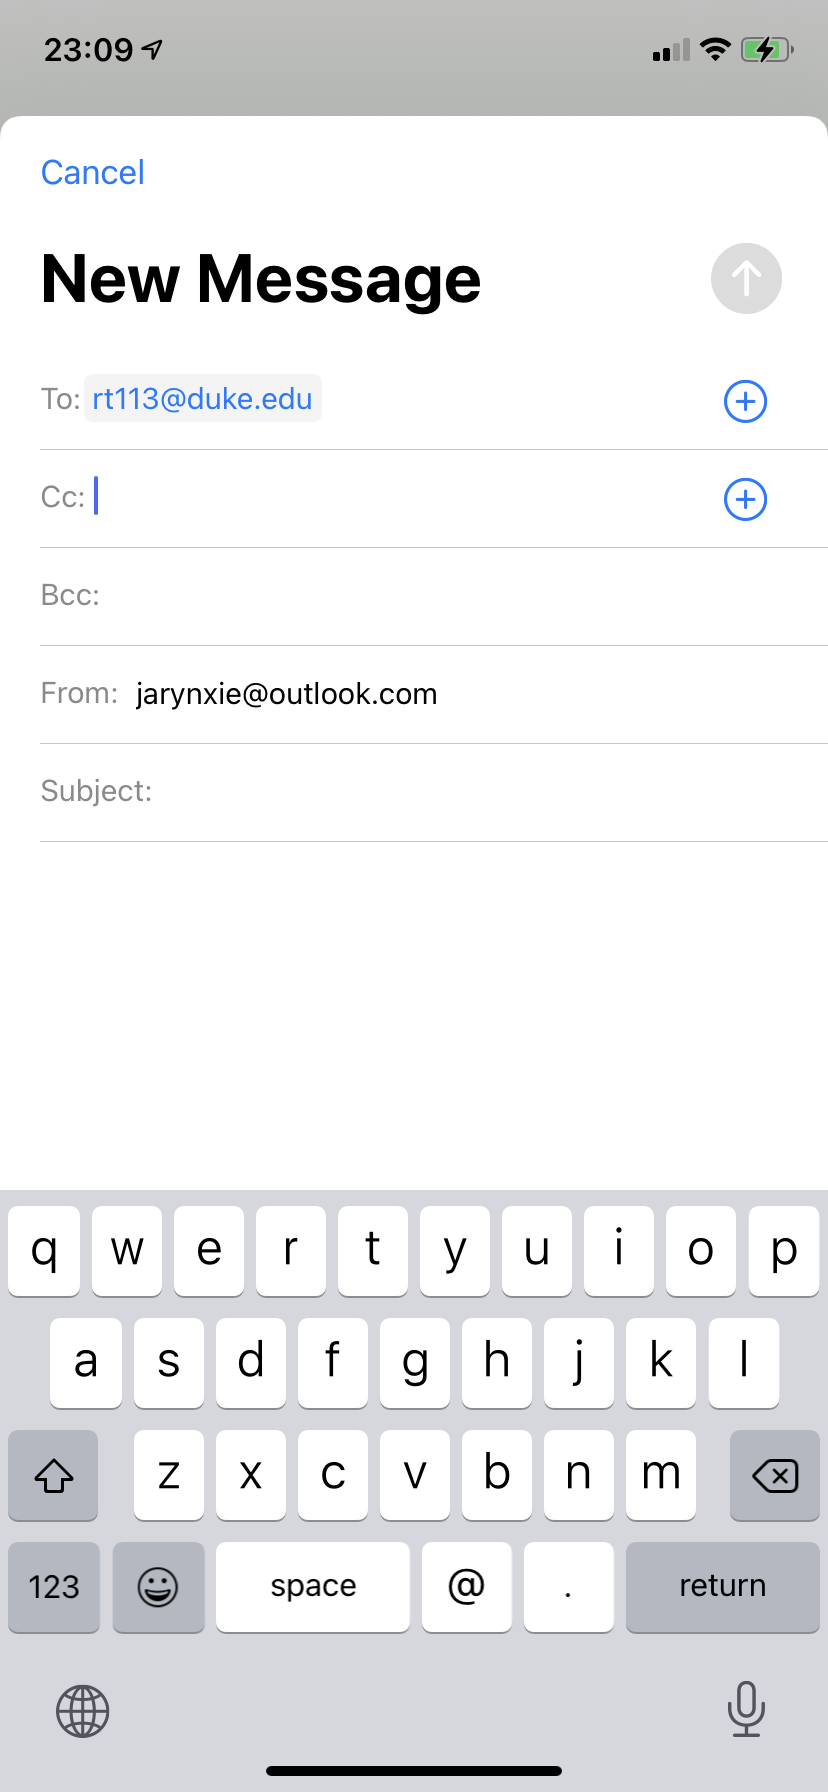 23:09
Cancel
New Message
To: rt113@duke.edu
Cc:
Bcc:
From: jarynxie@outlook.com
Subject:
q w e r t y u i o p
a s d f g h j k l
z x c v b n m
123 space @ . return